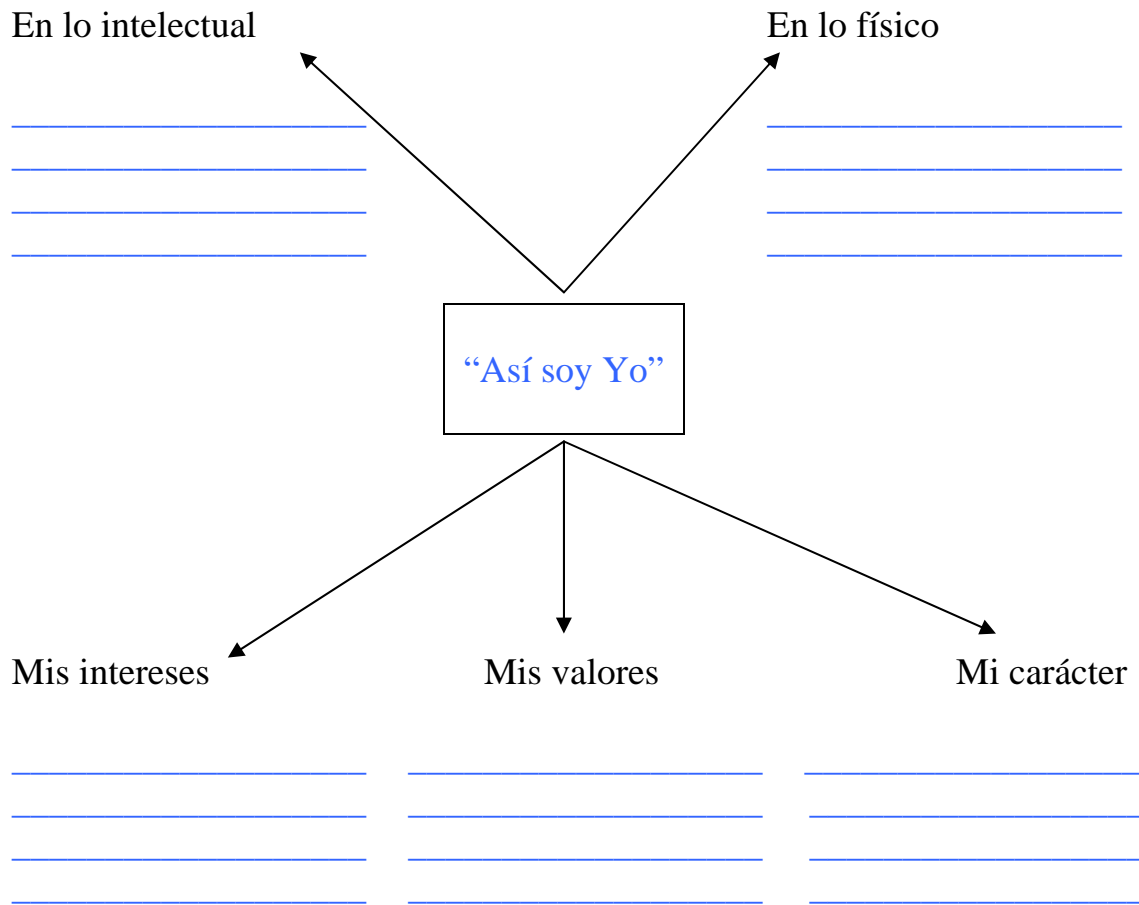 En lo intelectual
En lo físico
“Así soy Yo”
Mis intereses
Mis valores
Mi carácter